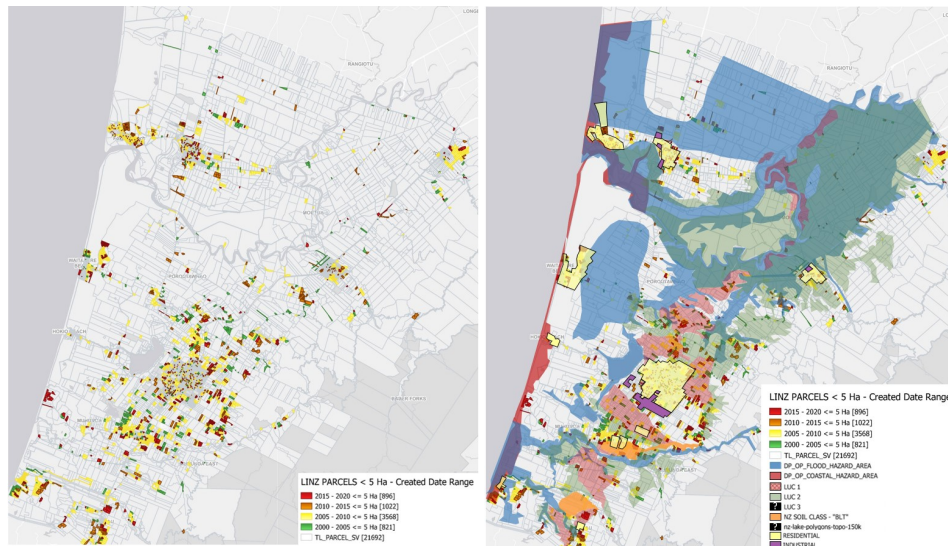 RANGIOTU
LINZ PARCELS < 5 Ha - Created Date Range
2015 - 2020 <= 5 Ha [896]
2010 - 2015 <= 5 Ha [1022]
2005 - 2010 <= 5 Ha [3568]
2000 - 2005 <= 5 Ha [821]
TL_PARCEL_SV [21692]
RANGIOTU
LINZ PARCELS < 5 Ha - Created Date Range
2015 - 2020 <= 5 Ha [896]
2010 - 2015 <= 5 Ha [1022]
2005 - 2010 <= 5 Ha [3568]
2000 - 2005 <= 5 Ha [821]
TL_PARCEL_SV [21692]
DP_OP_FLOOD_HAZARD_AREA
DP_OP_COASTAL_HAZARD_AREA
LUC 1
LUC 2
? LUC 3
NZ SOIL CLASS - "BLT"
? nz-lake-polygons-topo-150k
RESIDENTIAL
INDUSTRIAL